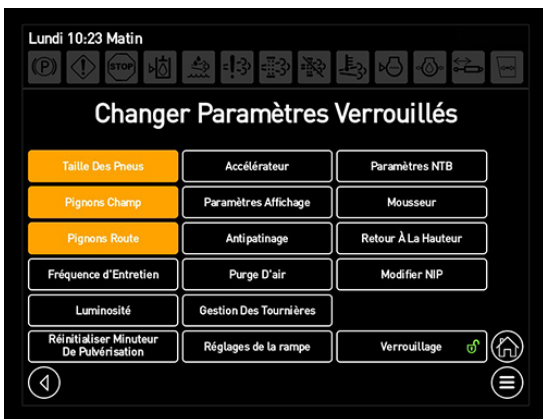 Lundi 10:23 Matin
(P) STOP
Changer Paramètres Verrouillés
Taille Des Pneus Accélérateur Paramètres NTB
Pignons Champ Paramètres Affichage Mousseur
Pignons Route Antipatinage Retour À La Hauteur
Fréquence d'Entretien Purge D'air Modifier NIP
Luminosité Gestion Des Tournières
Réinitialiser Minuteur
De Pulvérisation Réglages de la rampe Verrouillage